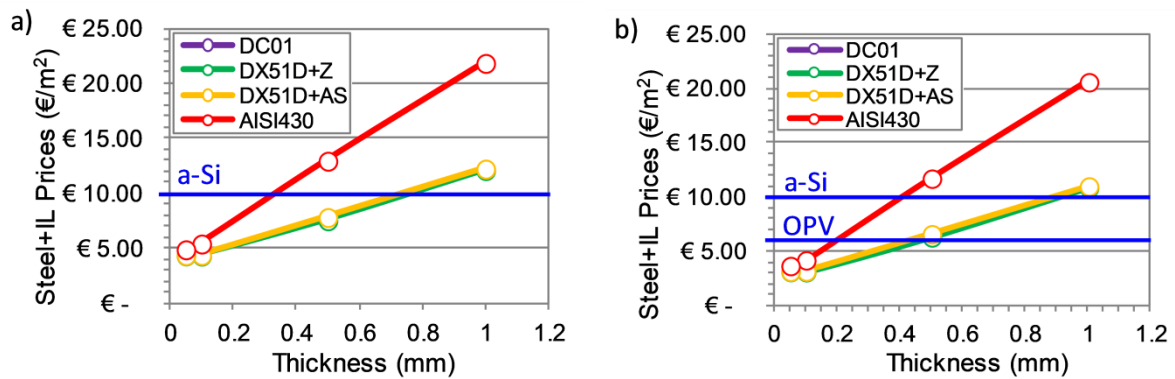 a)
€ 25.00
€ 20.00
€ 15.00
€ 10.00
€ 5.00
€ -
Steel+IL Prices (€/m²)
DC01
DX51D+Z
DX51D+AS
AISI430
a-Si
0 0.2 0.4 0.6 0.8 1 1.2
Thickness (mm)
b)
€ 25.00
€ 20.00
€ 15.00
€ 10.00
€ 5.00
€ -
Steel+IL Prices (€/m²)
DC01
DX51D+Z
DX51D+AS
AISI430
a-Si
OPV
0 0.2 0.4 0.6 0.8 1 1.2
Thickness (mm)